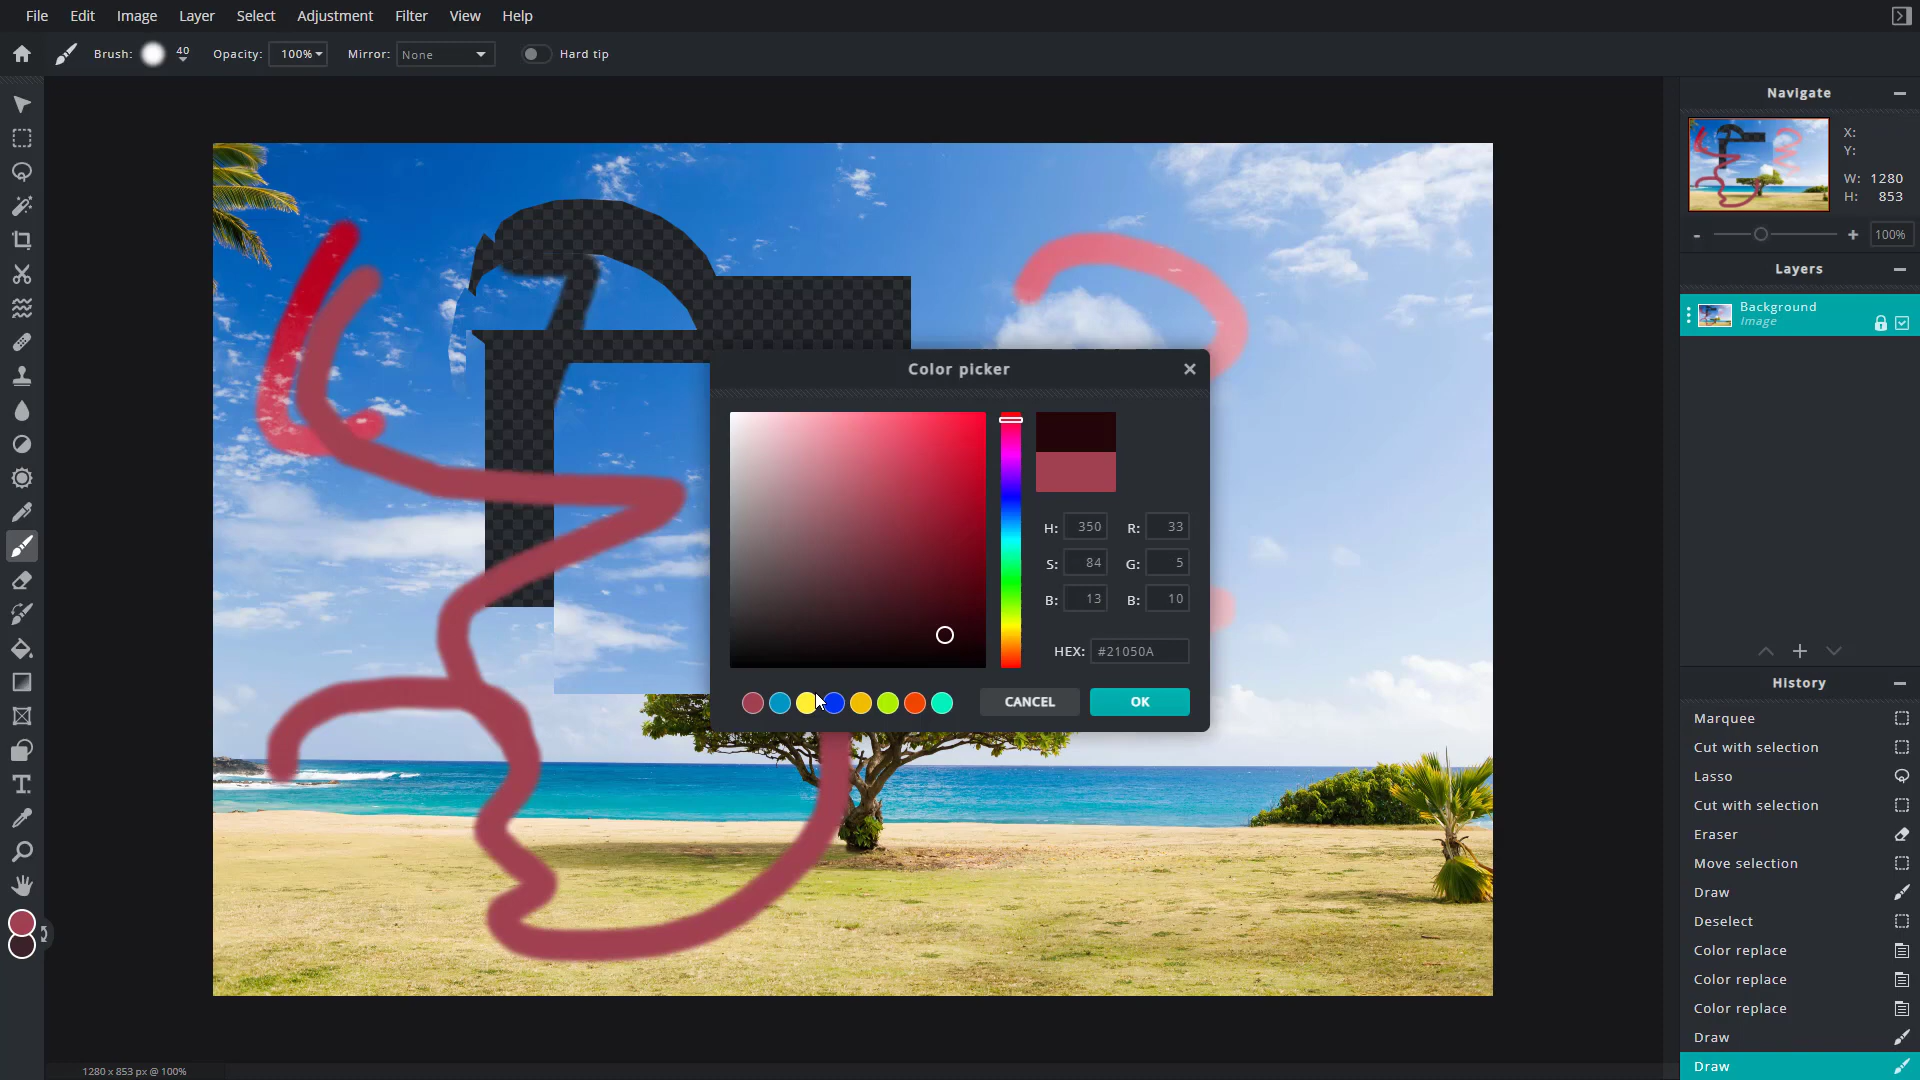 File Edit Image Layer Select Adjustment Filter View Help
Brush: 40 Opacity: 100% Mirror: None Hard tip
Navigate
X:
Y:
W: 1280
H: 853
- + 100%
Layers
Background
Image
Color picker
H: 350 R: 33
S: 84 G: 5
B: 13 B: 10
HEX: #21050A
CANCEL OK
History
Marquee
Cut with selection
Lasso
Cut with selection
Eraser
Move selection
Draw
Deselect
Color replace
Color replace
Color replace
Draw
Draw
1280 x 853 px @ 100%